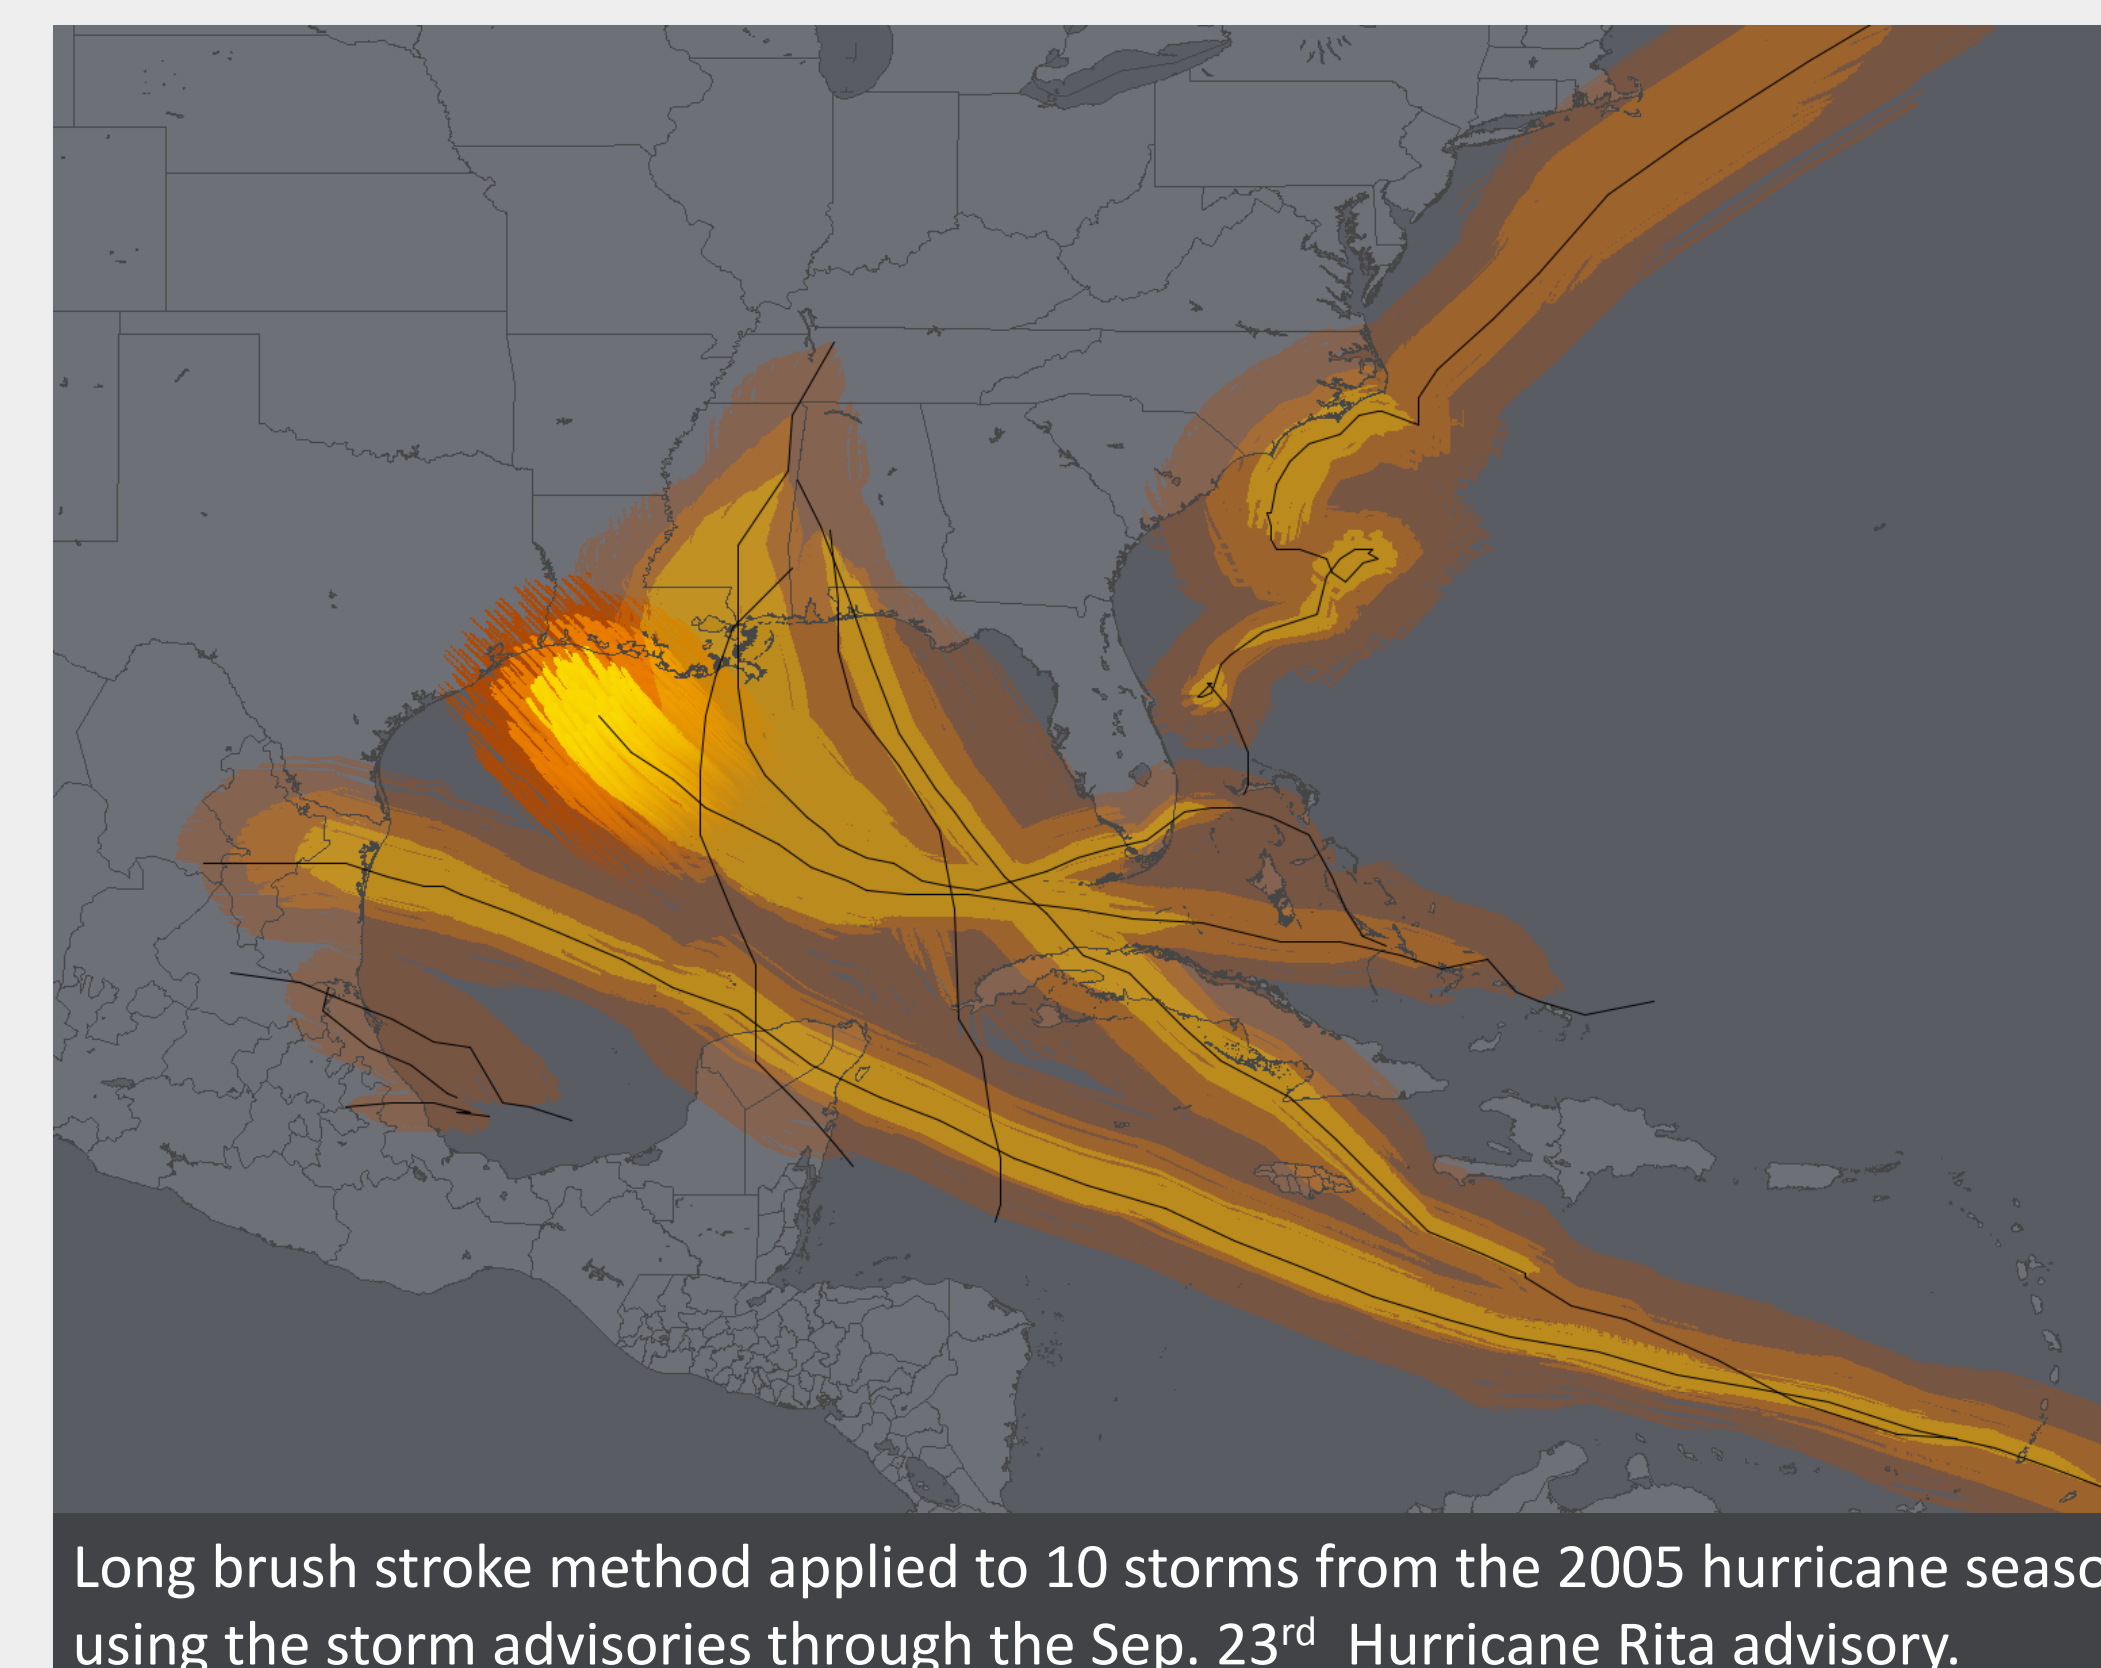 Long brush stroke method applied to 10 storms from the 2005 hurricane seaso
using the storm advisories through the Sep. 23rd Hurricane Rita advisory.